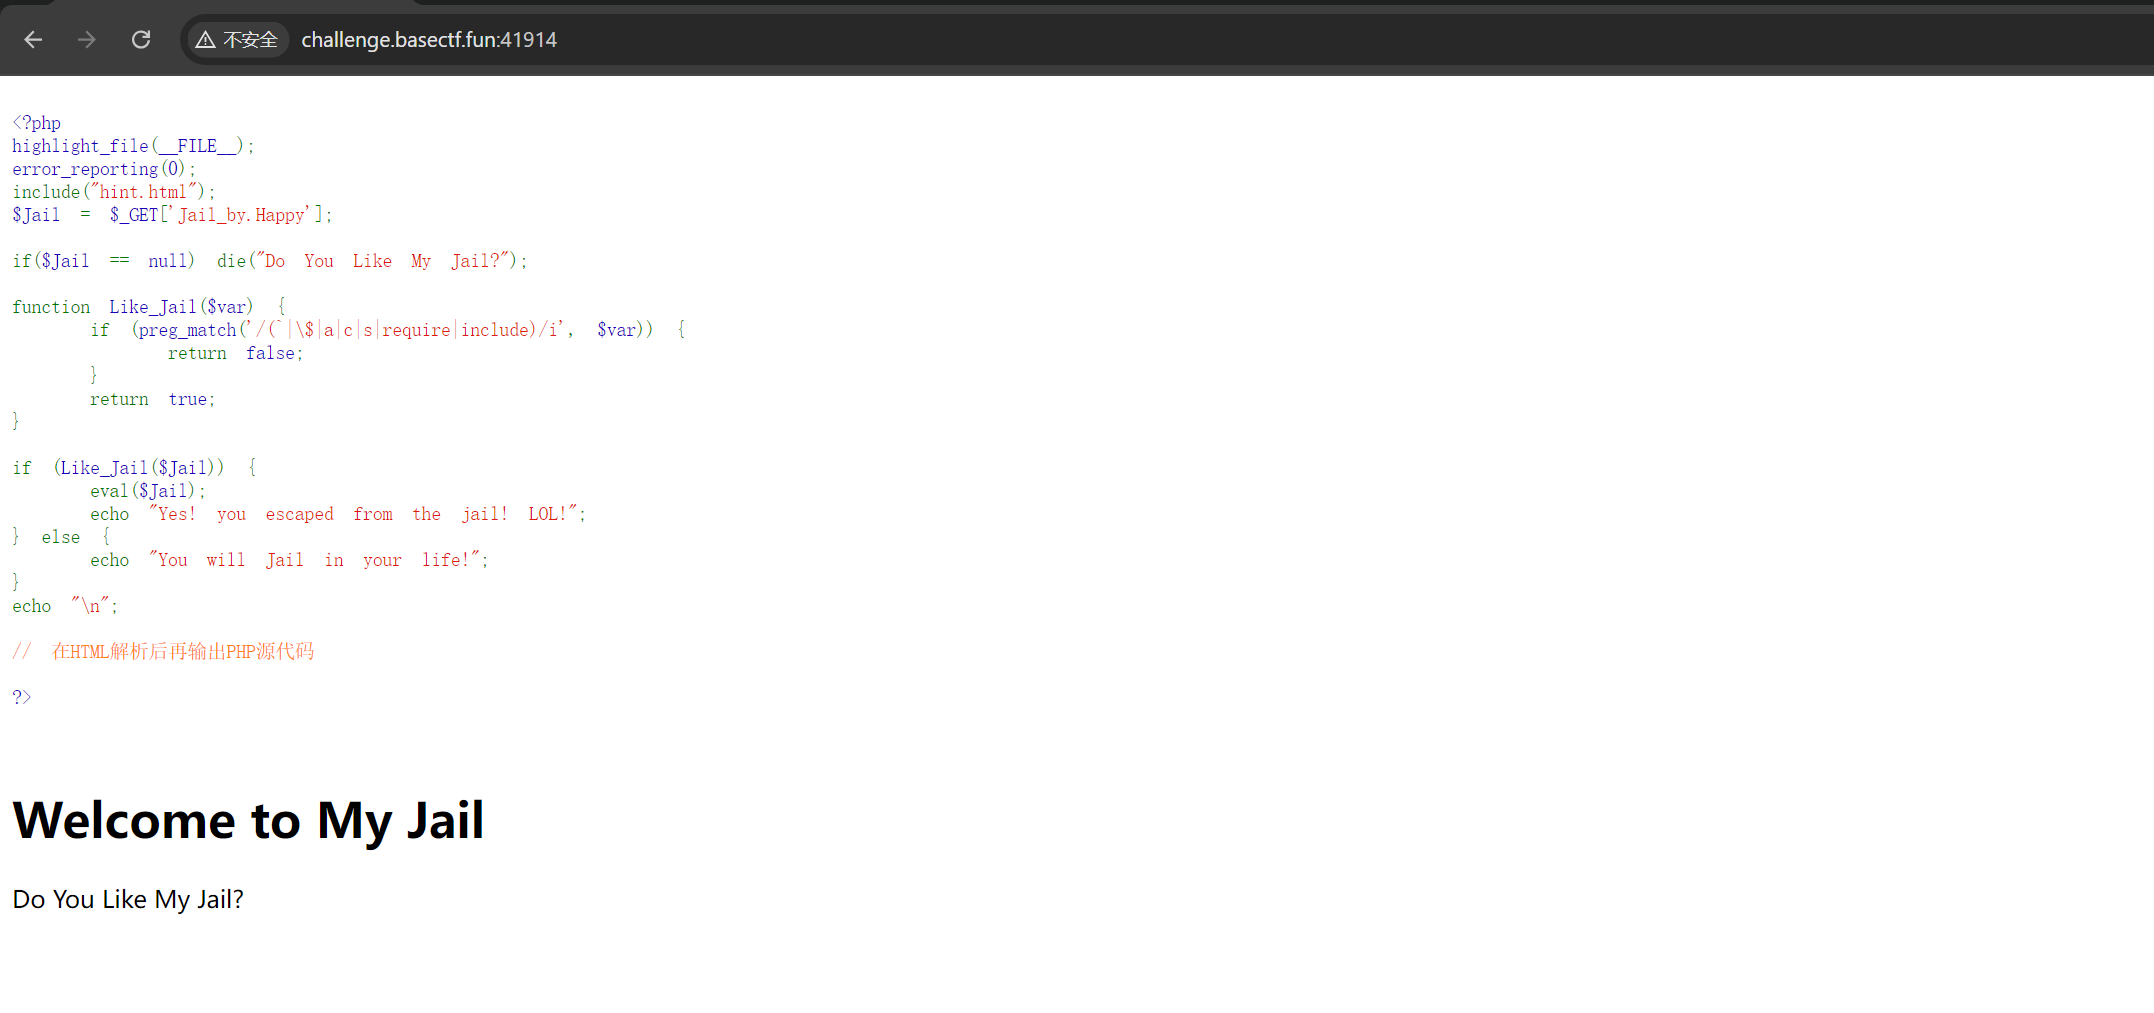 不安全 challenge.basectf.fun:41914
<?php
highlight_file(__FILE__);
error_reporting(0);
include("hint.html");
$Jail = $_GET['Jail_by.Happy'];
if($Jail == null) die("Do You Like My Jail?");
function Like_Jail($var) {
if (preg_match('/(`|\$|a|c|s|require|include)/i', $var)) {
return false;
}
return true;
}
if (Like_Jail($Jail)) {
eval($Jail);
echo "Yes! you escaped from the jail! LOL!";
} else {
echo "You will Jail in your life!";
}
echo "\n";
// 在HTML解析后再输出PHP源代码
?>
Welcome to My Jail
Do You Like My Jail?